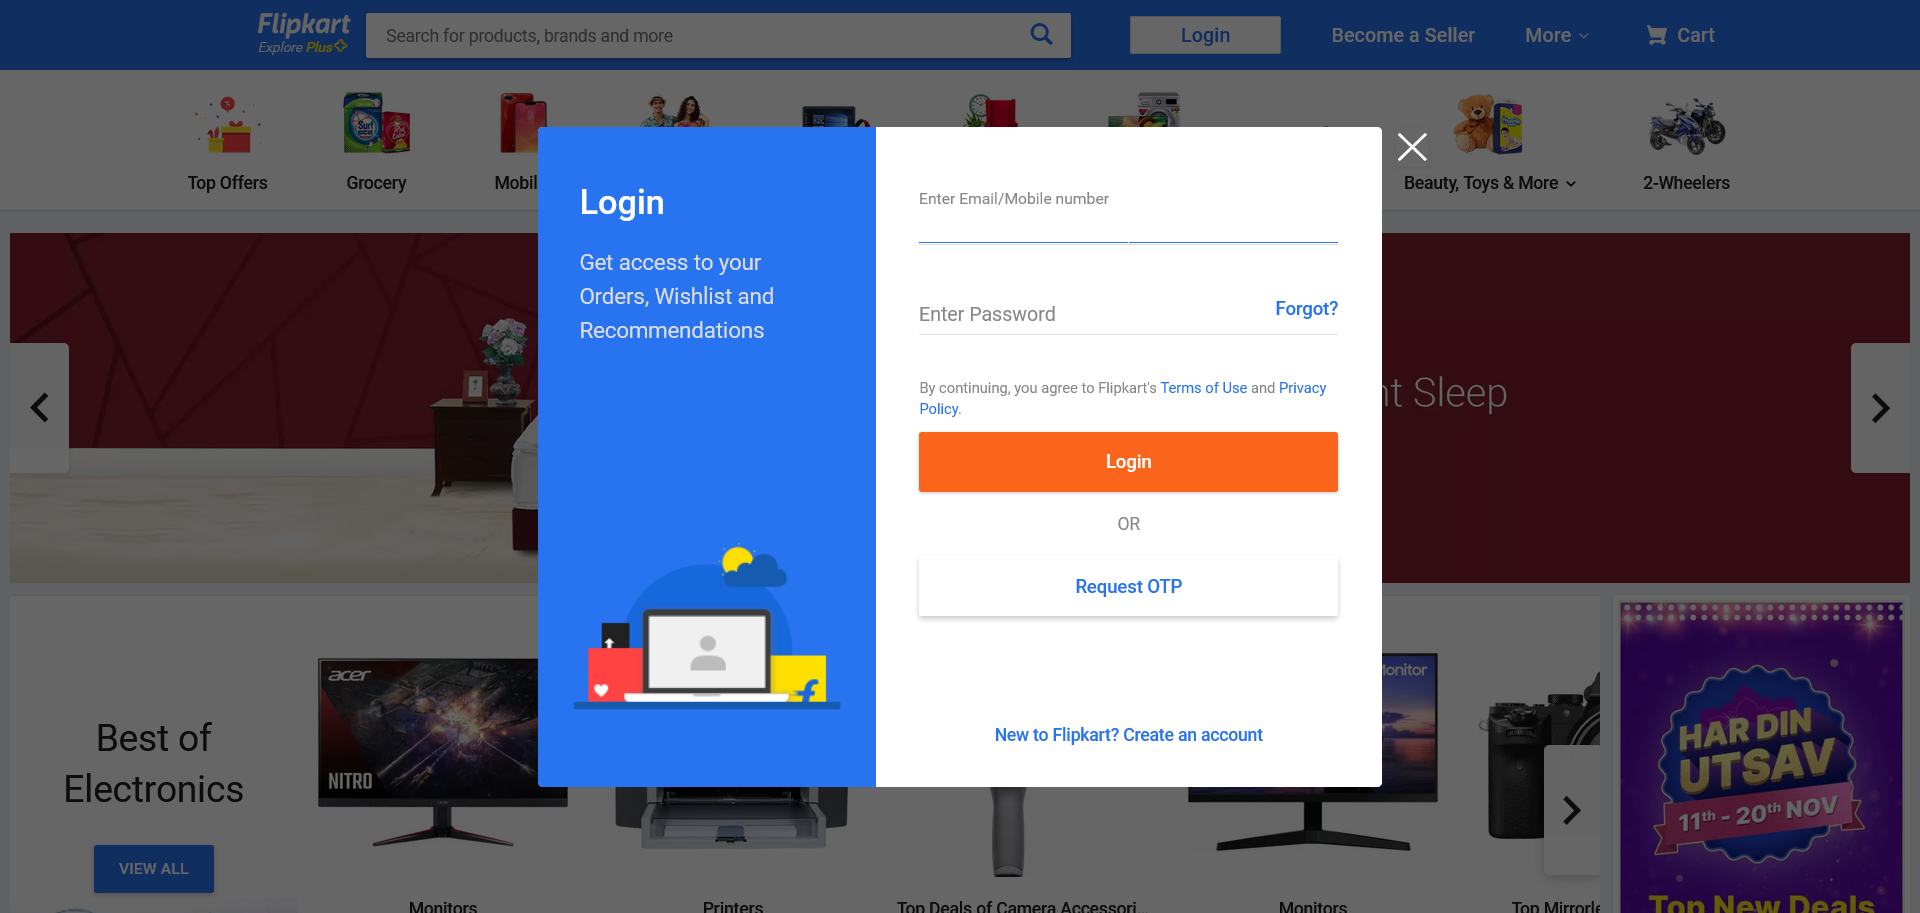 Flipkart
Explore Plus
Search for products, brands and more
Login
Become a Seller
More
Cart
Top Offers
Grocery
Mobil
Beauty, Toys & More
2-Wheelers
Login
Get access to your
Orders, Wishlist and
Recommendations
Enter Email/Mobile number
Enter Password
Forgot?
By continuing, you agree to Flipkart's Terms of Use and Privacy
Policy.
Login
OR
Request OTP
New to Flipkart? Create an account
nt Sleep
Best of
Electronics
VIEW ALL
acer
NITRO
Monitor
Monitors
Printers
Top Deals of Camera Accessori...
Monitors
Top Mirrorle
HAR DIN
UTSAV
11th - 20th NOV
Top New Deals